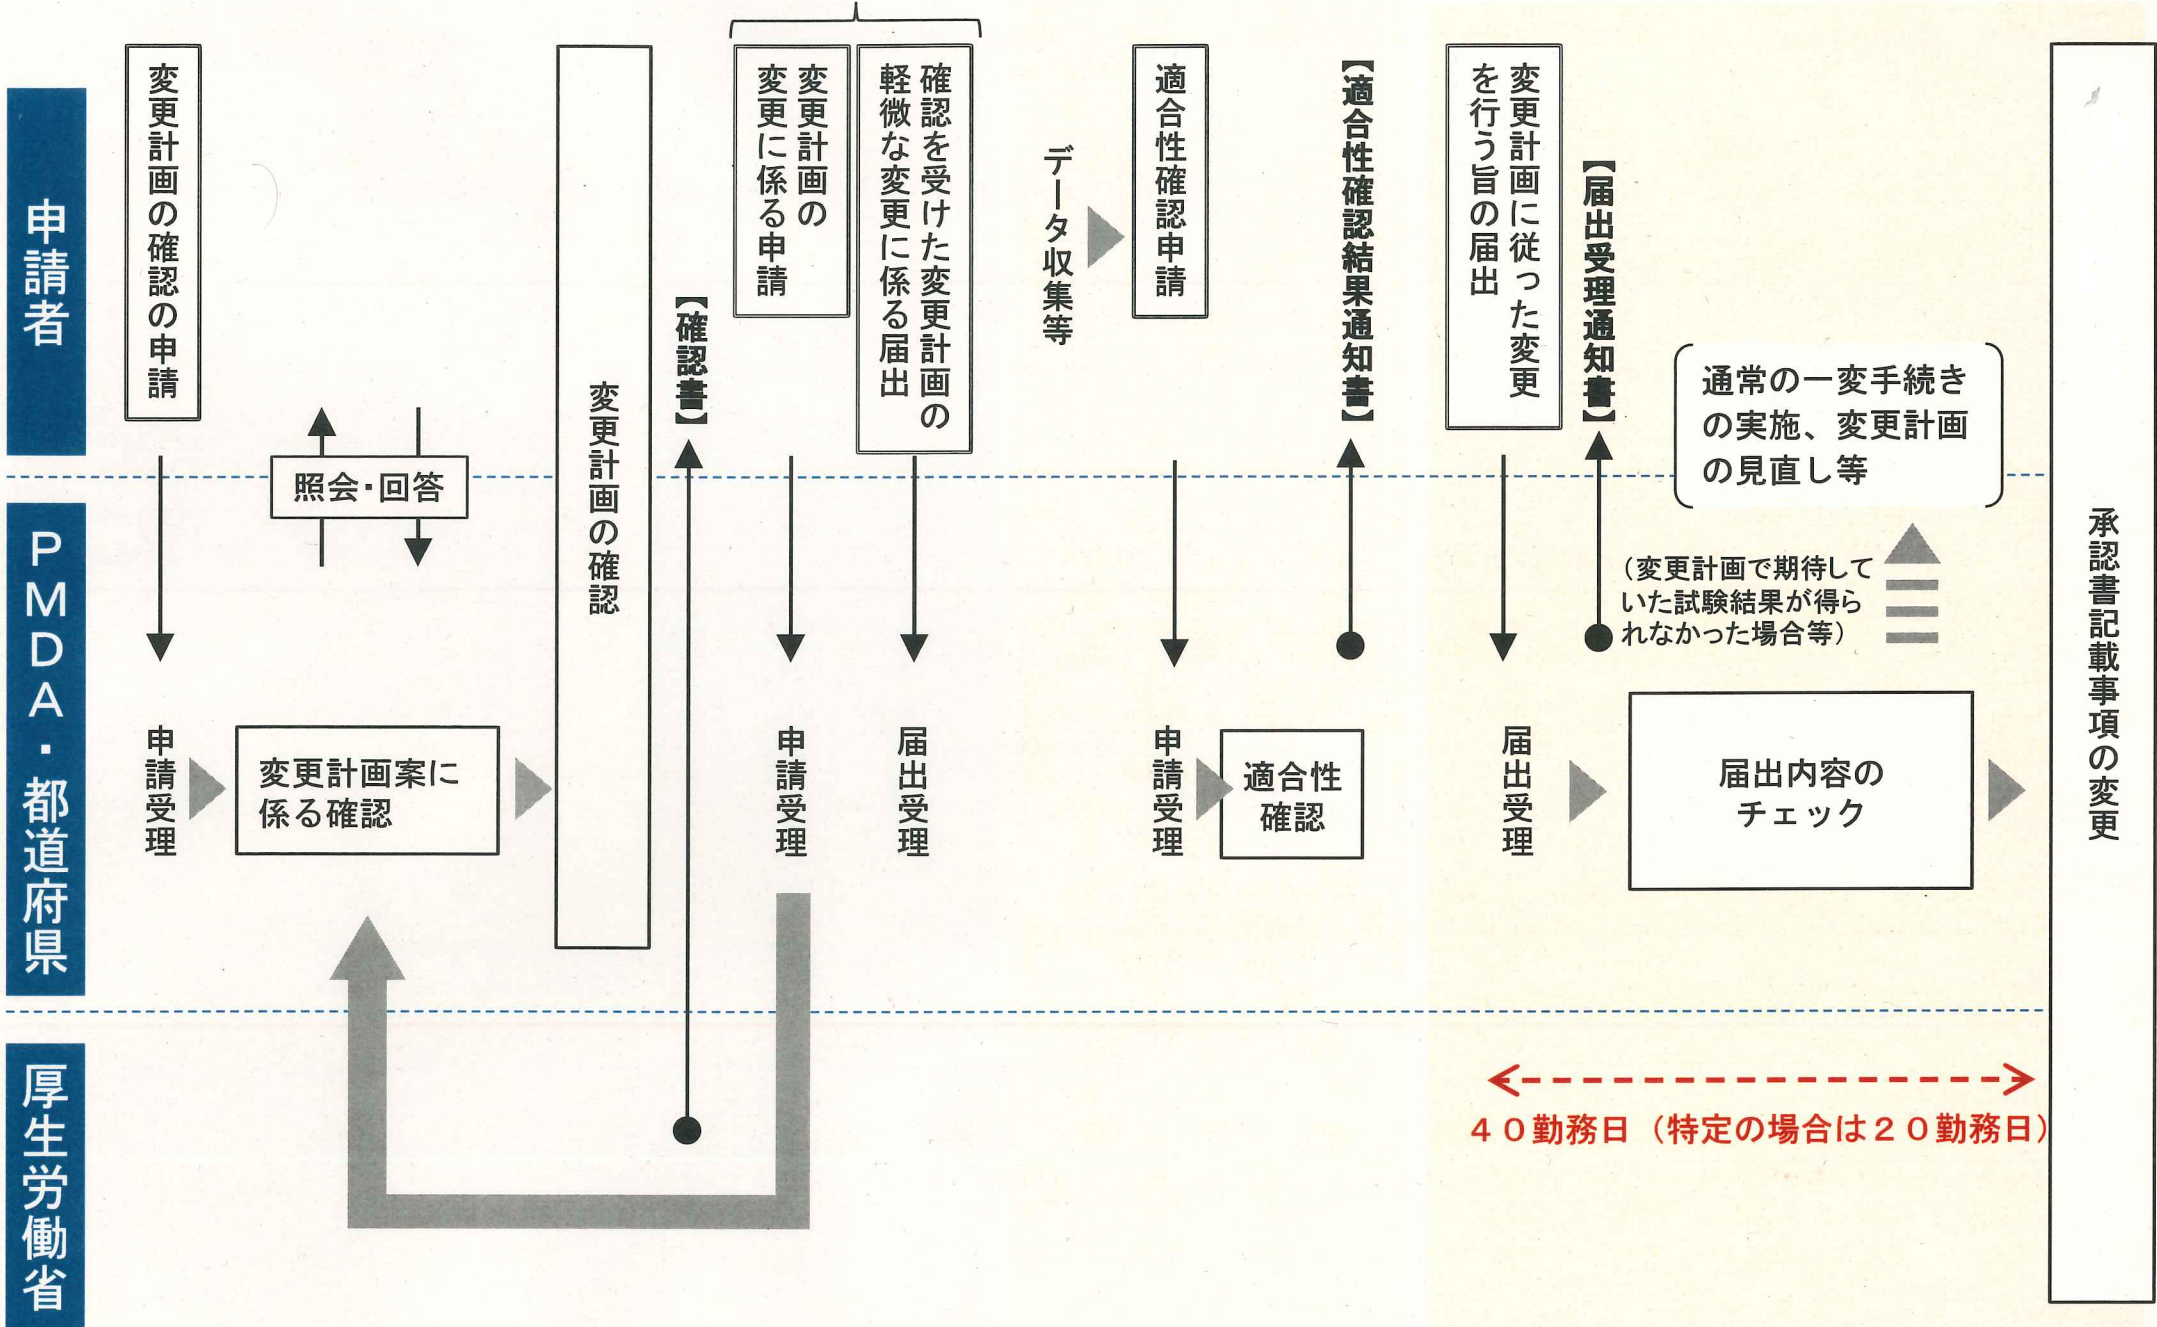 申請者
変更計画の確認の申請
照会・回答
変更計画の確認
【確認書】
変更計画の
変更に係る申請
確認を受けた変更計画の
軽微な変更に係る届出
データ収集等
適合性確認申請
【適合性確認結果通知書】
変更計画に従った変更
を行う旨の届出
【届出受理通知書】
通常の一変手続き
の実施、変更計画
の見直し等
PMDA・都道府県
申請受理
変更計画案に
係る確認
申請受理
届出受理
申請受理
適合性
確認
届出受理
(変更計画で期待して
いた試験結果が得ら
れなかった場合等)
届出内容の
チェック
承認書記載事項の変更
厚生労働省
40勤務日(特定の場合は20勤務日)